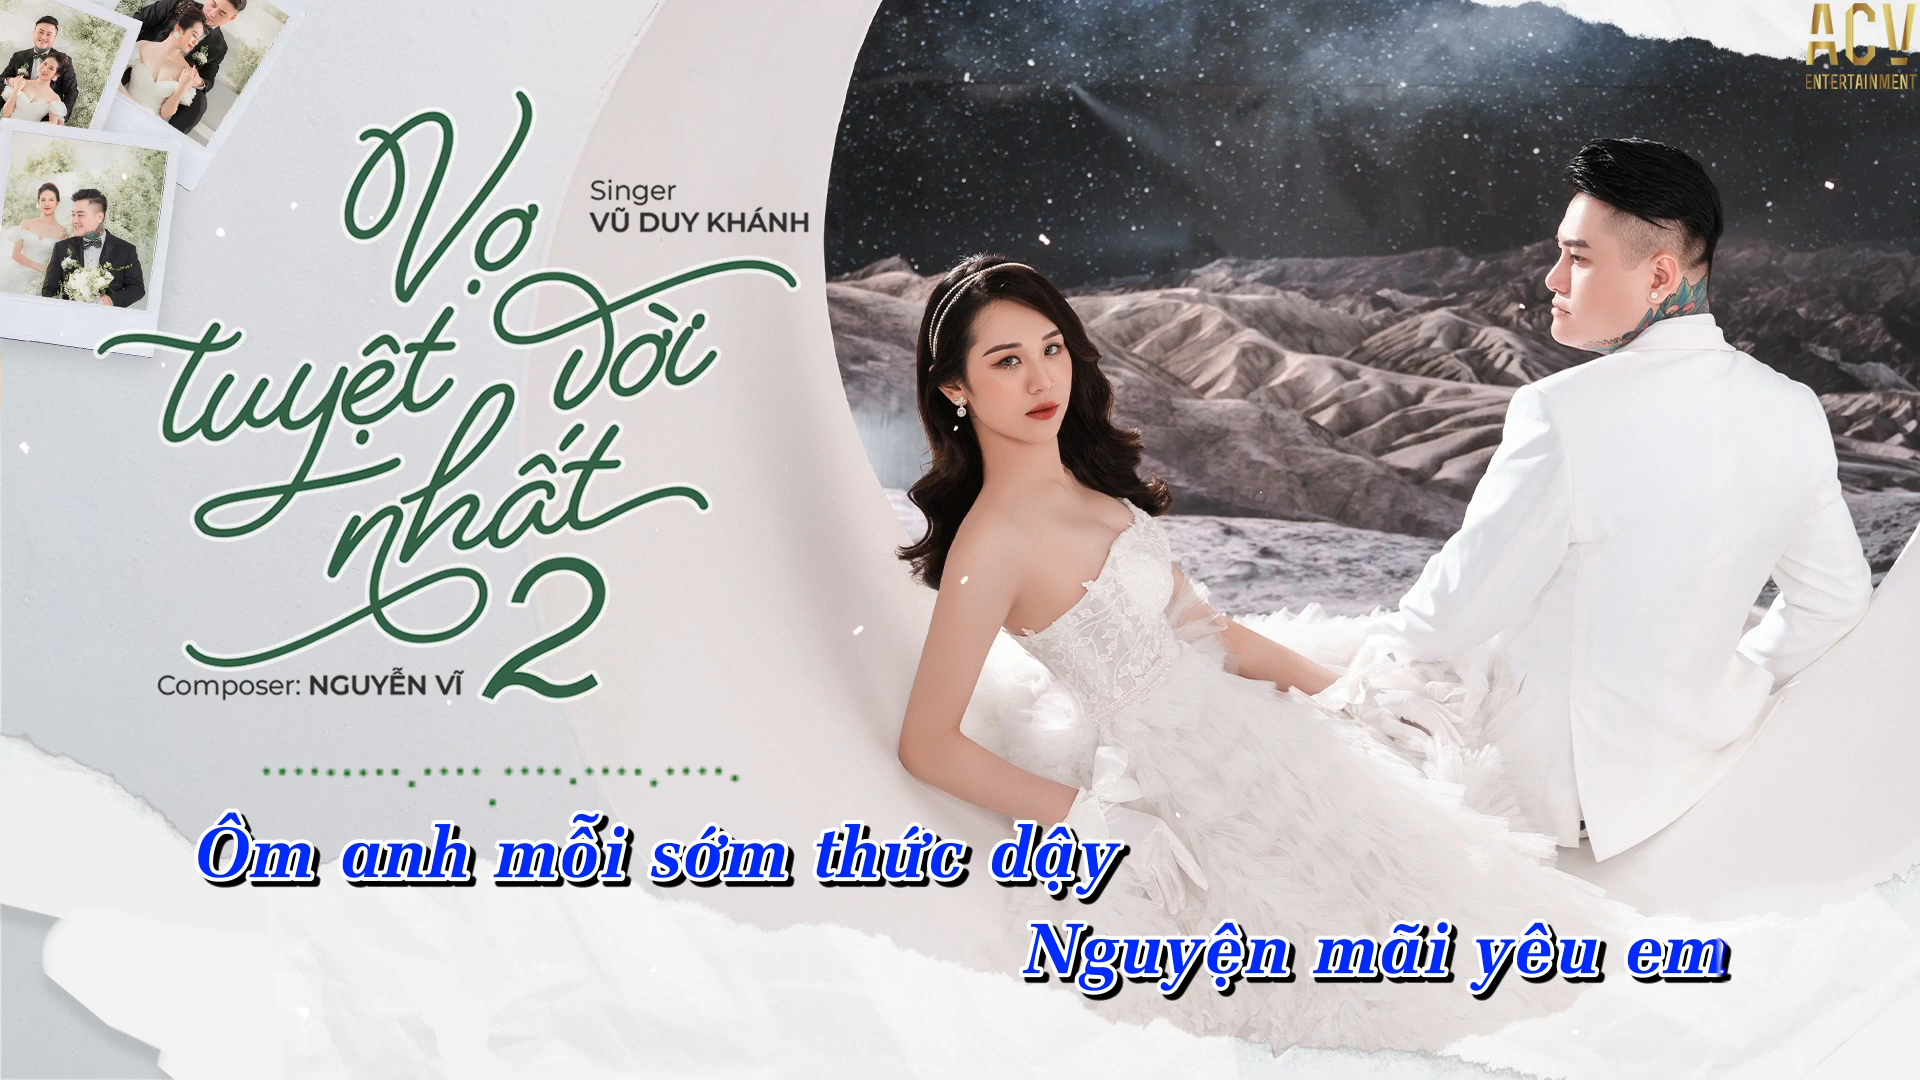 ACV
ENTERTAINMENT
Vợ
tuyệt vời
nhất
2
Singer
VŨ DUY KHÁNH
Composer: NGUYỄN VĨ
Ôm anh mỗi sớm thức dậy
Nguyện mãi yêu em